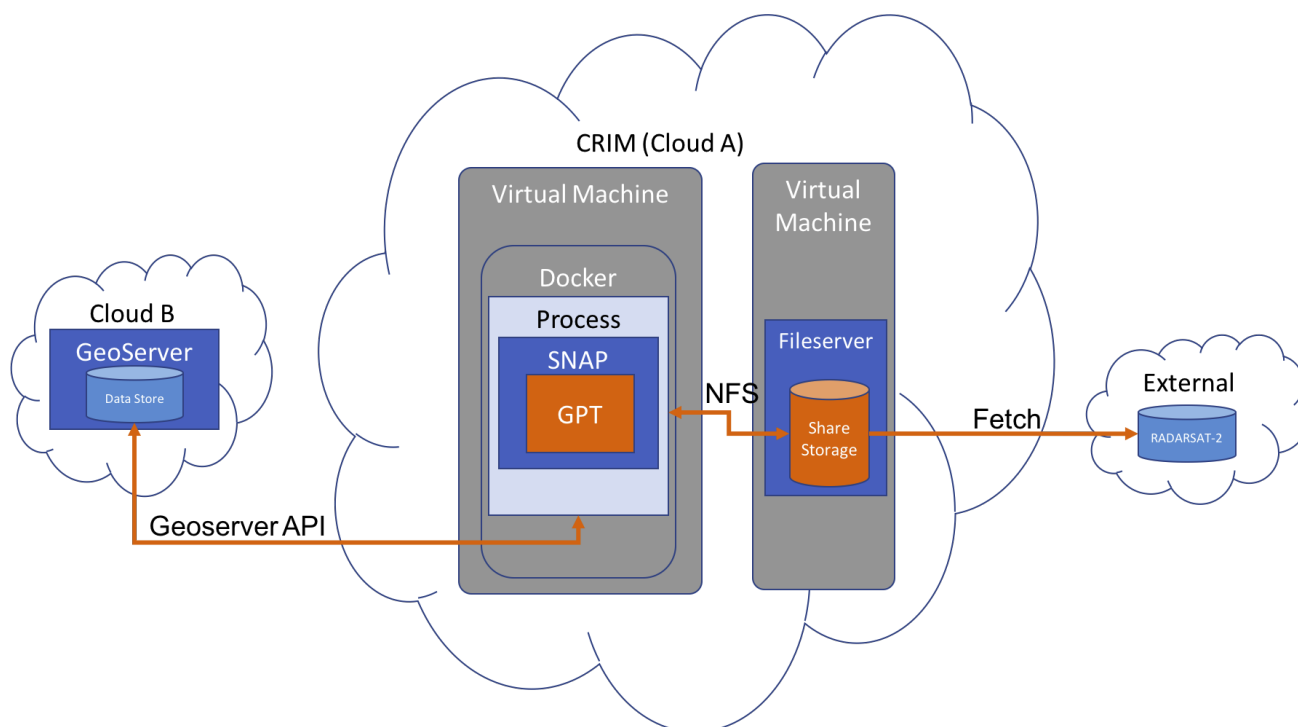 CRIM (Cloud A)
Virtual Machine
Virtual
Machine
Docker
Process
SNAP
GPT
Fileserver
Share
Storage
NFS
Fetch
External
RADARSAT-2
Cloud B
GeoServer
Data Store
Geoserver API